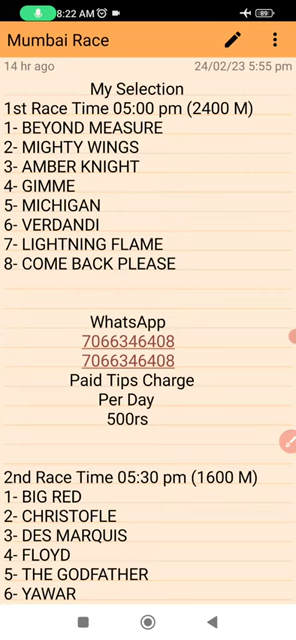 8:22 AM
89
Mumbai Race
14 hr ago
24/02/23 5:55 pm
My Selection
1st Race Time 05:00 pm (2400 M)
1- BEYOND MEASURE
2- MIGHTY WINGS
3- AMBER KNIGHT
4- GIMME
5- MICHIGAN
6- VERDANDI
7- LIGHTNING FLAME
8- COME BACK PLEASE
WhatsApp
7066346408
7066346408
Paid Tips Charge
Per Day
500rs
2nd Race Time 05:30 pm (1600 M)
1- BIG RED
2- CHRISTOFLE
3- DES MARQUIS
4- FLOYD
5- THE GODFATHER
6- YAWAR